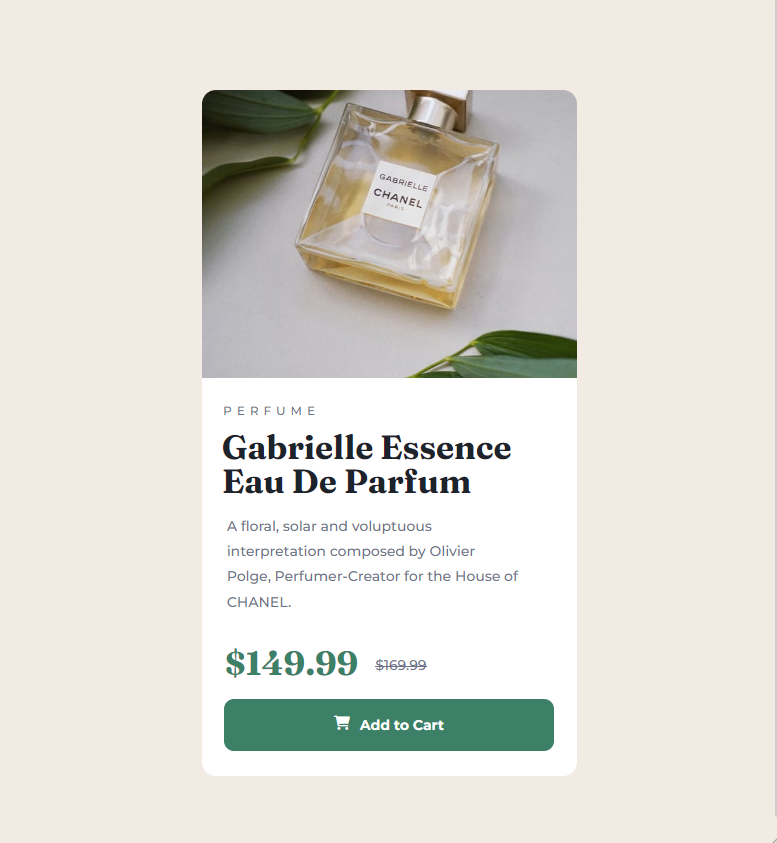 GABRIELLE
CHANEL
PARIS
PERFUME
Gabrielle Essence
Eau De Parfum
A floral, solar and voluptuous
interpretation composed by Olivier
Polge, Perfumer-Creator for the House of
CHANEL.
$149.99 $169.99
Add to Cart